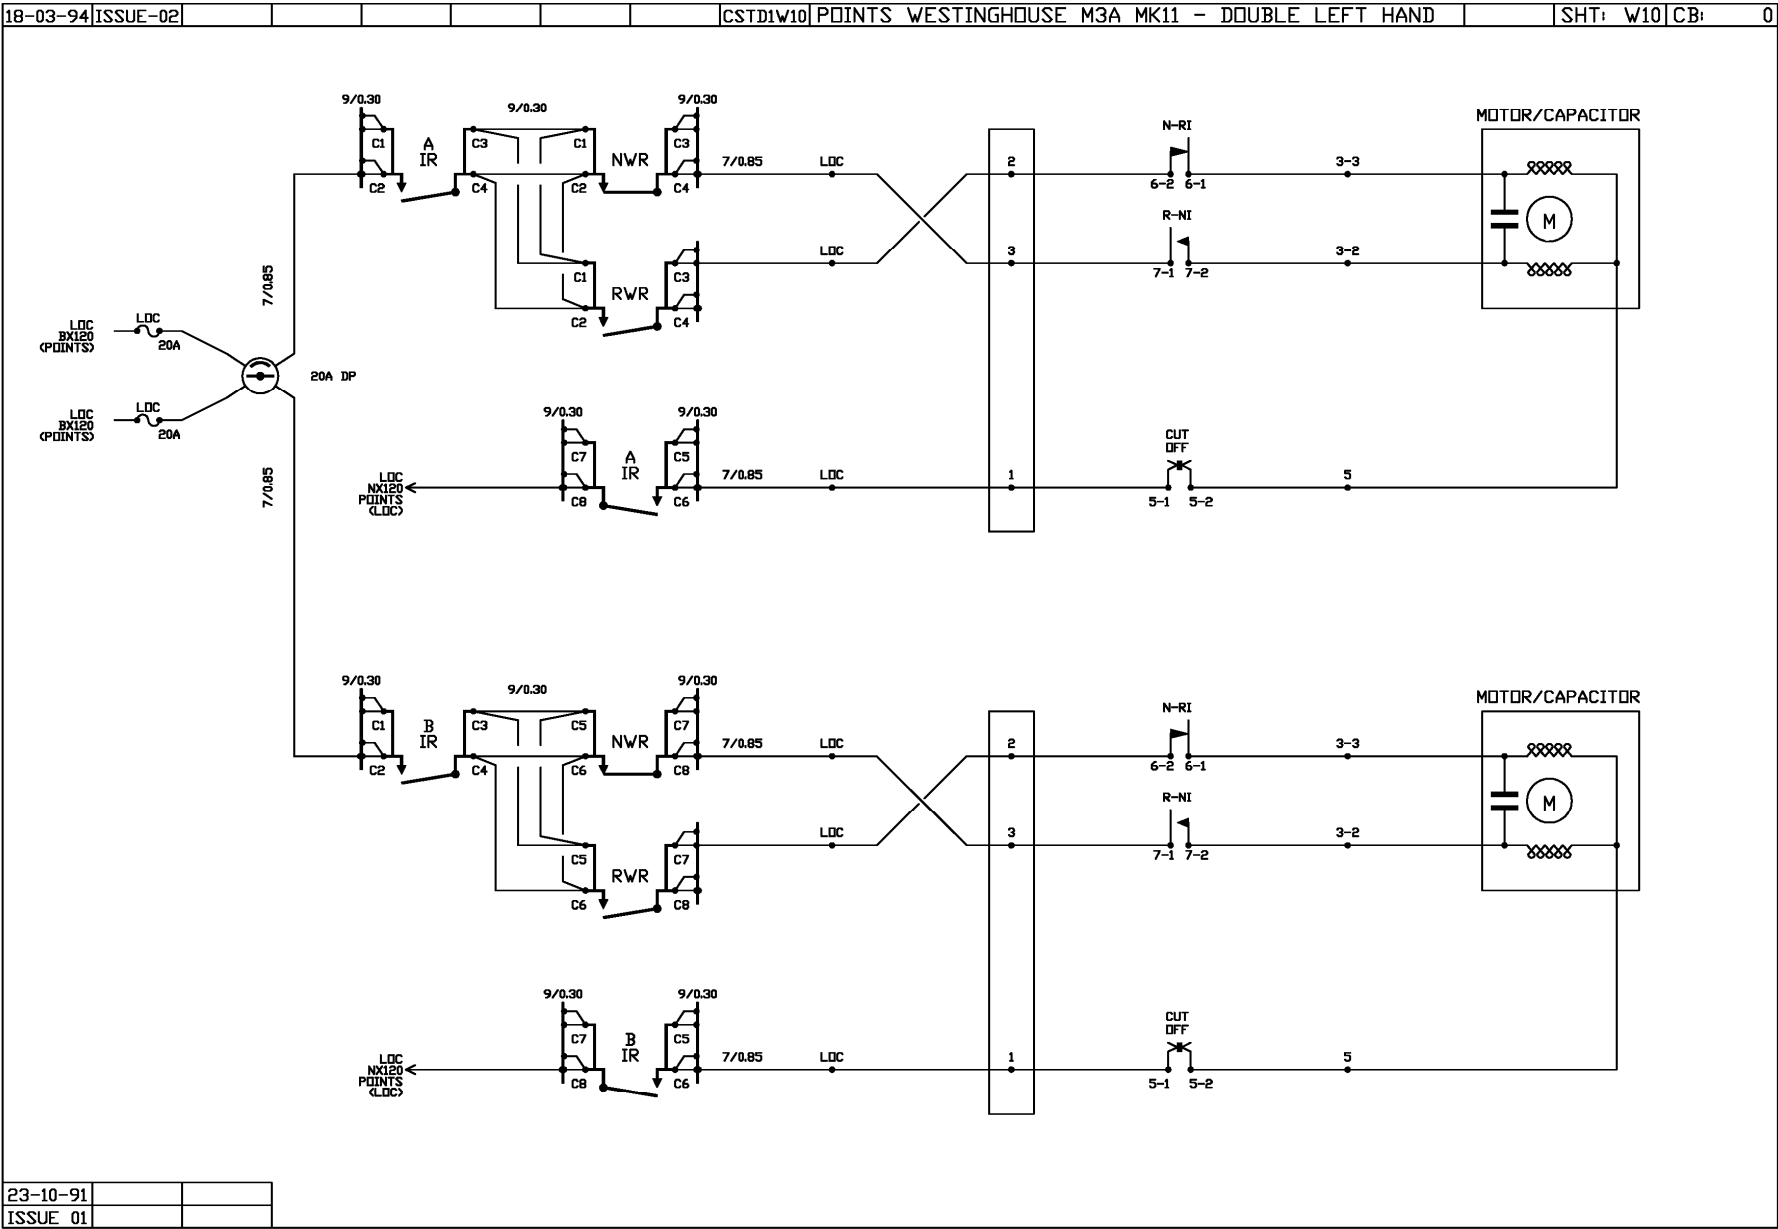 18-03-94 ISSUE-02 CSTD1W10 POINTS WESTINGHOUSE M3A MK11 - DOUBLE LEFT HAND SHT: W10 CB: 0
9/0.30 9/0.30 9/0.30
MOTOR/CAPACITOR
N-RI
C1 A IR C3 C1 NWR C3
7/0.85 LOC 2 3-3
C2 C4 C2 C4 6-2 6-1
R-NI
M
LOC 3 3-2
C1 RWR C3 7-1 7-2
7/0.85
C2 C4
LOC
BX120
(POINTS)
LOC
20A
20A DP
LOC
BX120
(POINTS)
LOC
20A
9/0.30 9/0.30
CUT
OFF
C7 A IR C5
7/0.85 LOC 1 5
7/0.85
LOC
NX120
POINTS
(LOC)
C8 C6 5-1 5-2
9/0.30 9/0.30 9/0.30
MOTOR/CAPACITOR
N-RI
C1 B IR C3 C5 NWR C7
7/0.85 LOC 2 3-3
C2 C4 C6 C8 6-2 6-1
R-NI
M
LOC 3 3-2
C5 RWR C7 7-1 7-2
C6 C8
9/0.30 9/0.30
CUT
OFF
C7 B IR C5
7/0.85 LOC 1 5
LOC
NX120
POINTS
(LOC)
C8 C6 5-1 5-2
23-10-91
ISSUE 01